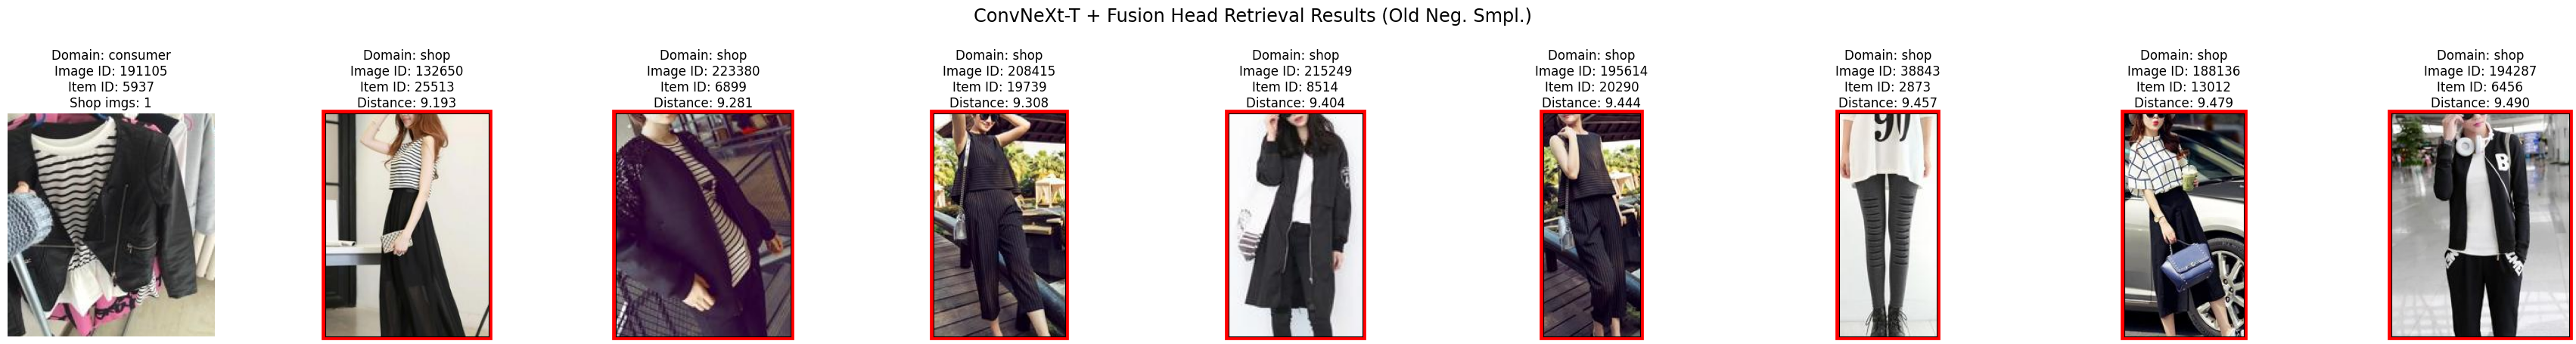 ConvNeXt-T + Fusion Head Retrieval Results (Old Neg. Smpl.)
Domain: consumer
Image ID: 191105
Item ID: 5937
Shop imgs: 1
Domain: shop
Image ID: 132650
Item ID: 25513
Distance: 9.193
Domain: shop
Image ID: 223380
Item ID: 6899
Distance: 9.281
Domain: shop
Image ID: 208415
Item ID: 19739
Distance: 9.308
Domain: shop
Image ID: 215249
Item ID: 8514
Distance: 9.404
Domain: shop
Image ID: 195614
Item ID: 20290
Distance: 9.444
Domain: shop
Image ID: 38843
Item ID: 2873
Distance: 9.457
Domain: shop
Image ID: 188136
Item ID: 13012
Distance: 9.479
Domain: shop
Image ID: 194287
Item ID: 6456
Distance: 9.490
B